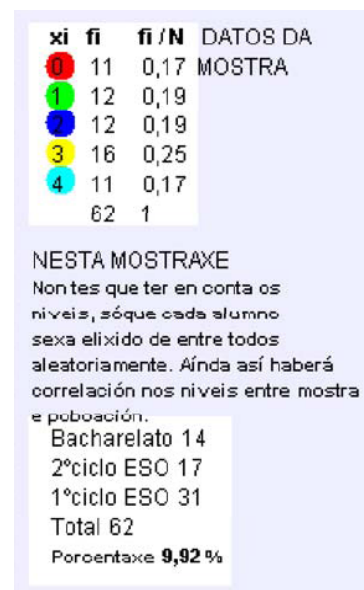 xi fi fi/N DATOS DA
0 11 0,17 MOSTRA
1 12 0,19
2 12 0,19
3 16 0,25
4 11 0,17
62 1
NESTA MOSTRAXE
Non tes que ter en conta os
niveis, sóque cada alumno
sexa elixido de entre todos
aleatoriamente. Aínda así haberá
correlación nos niveis entre mostra
e poboación.
Bacharelato 14
2ºciclo ESO 17
1ºciclo ESO 31
Total 62
Porcentaxe 9,92 %